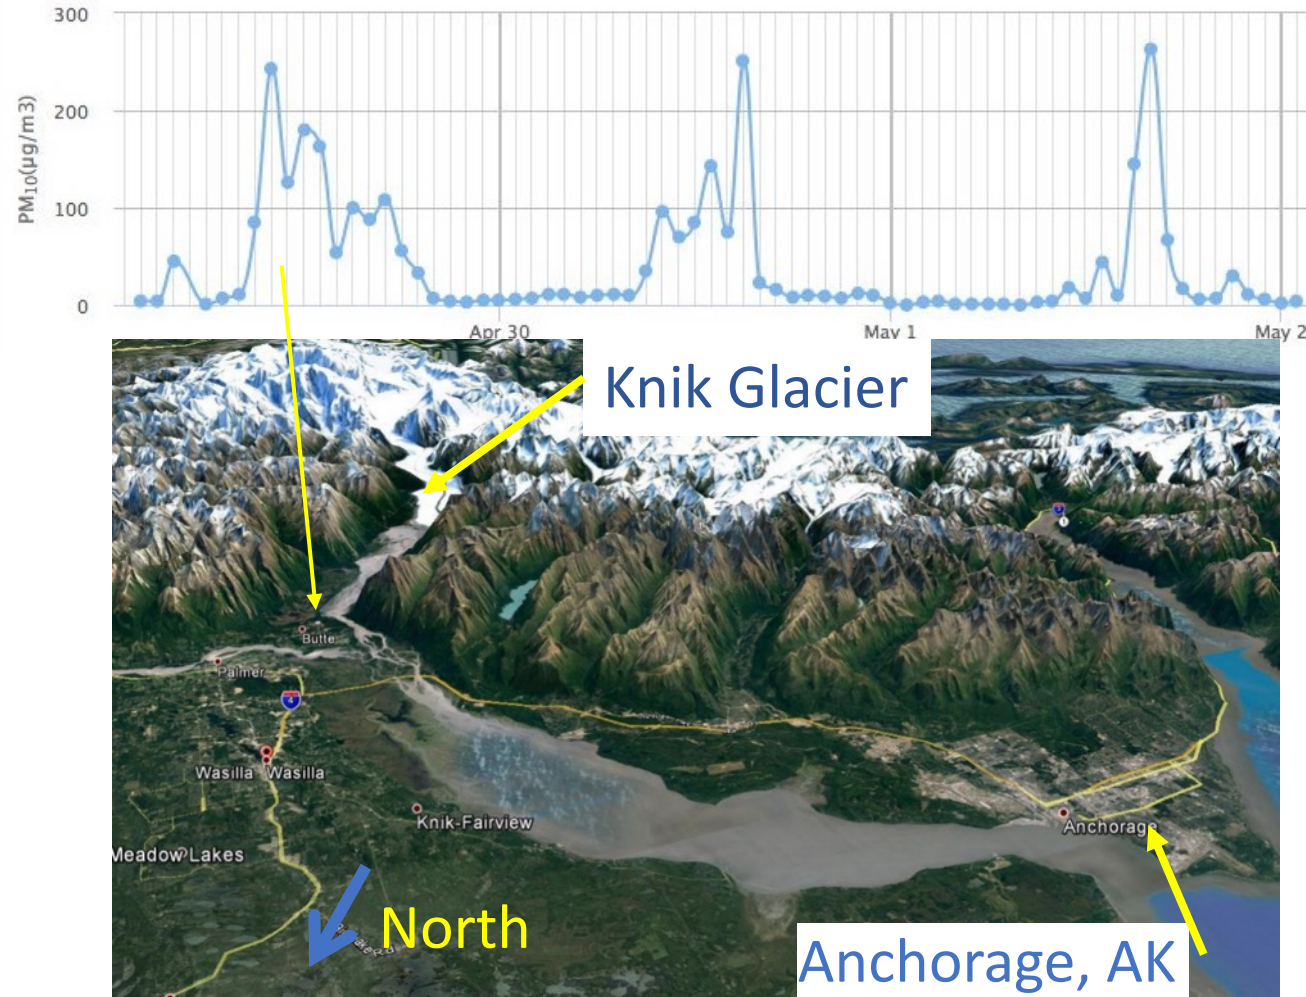 300
200
100
0
PM10(µg/m3)
Apr 30
May 1
May 2
Knik Glacier
Butte
Palmer
4
Wasilla Wasilla
Knik-Fairview
Anchorage
Meadow Lakes
North
Anchorage, AK